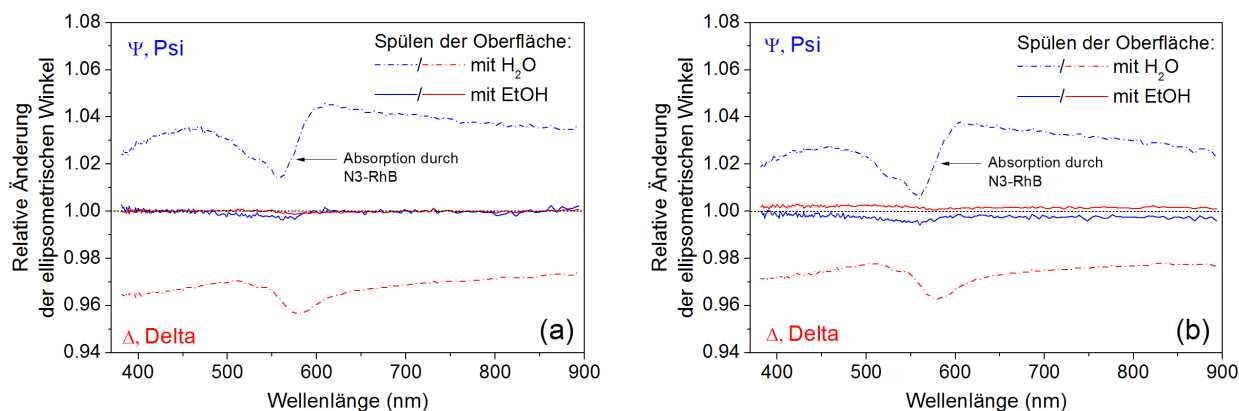 Relative Änderung
der ellipsometrischen Winkel
1.08
1.06
1.04
1.02
1.00
0.98
0.96
0.94
Ψ, Psi
Spülen der Oberfläche:
/ mit H₂O
/ mit EtOH
Absorption durch
N3-RhB
Δ, Delta
(a)
400 500 600 700 800 900
Wellenlänge (nm)
Relative Änderung
der ellipsometrischen Winkel
1.08
1.06
1.04
1.02
1.00
0.98
0.96
0.94
Ψ, Psi
Spülen der Oberfläche:
/ mit H₂O
/ mit EtOH
Absorption durch
N3-RhB
Δ, Delta
(b)
400 500 600 700 800 900
Wellenlänge (nm)